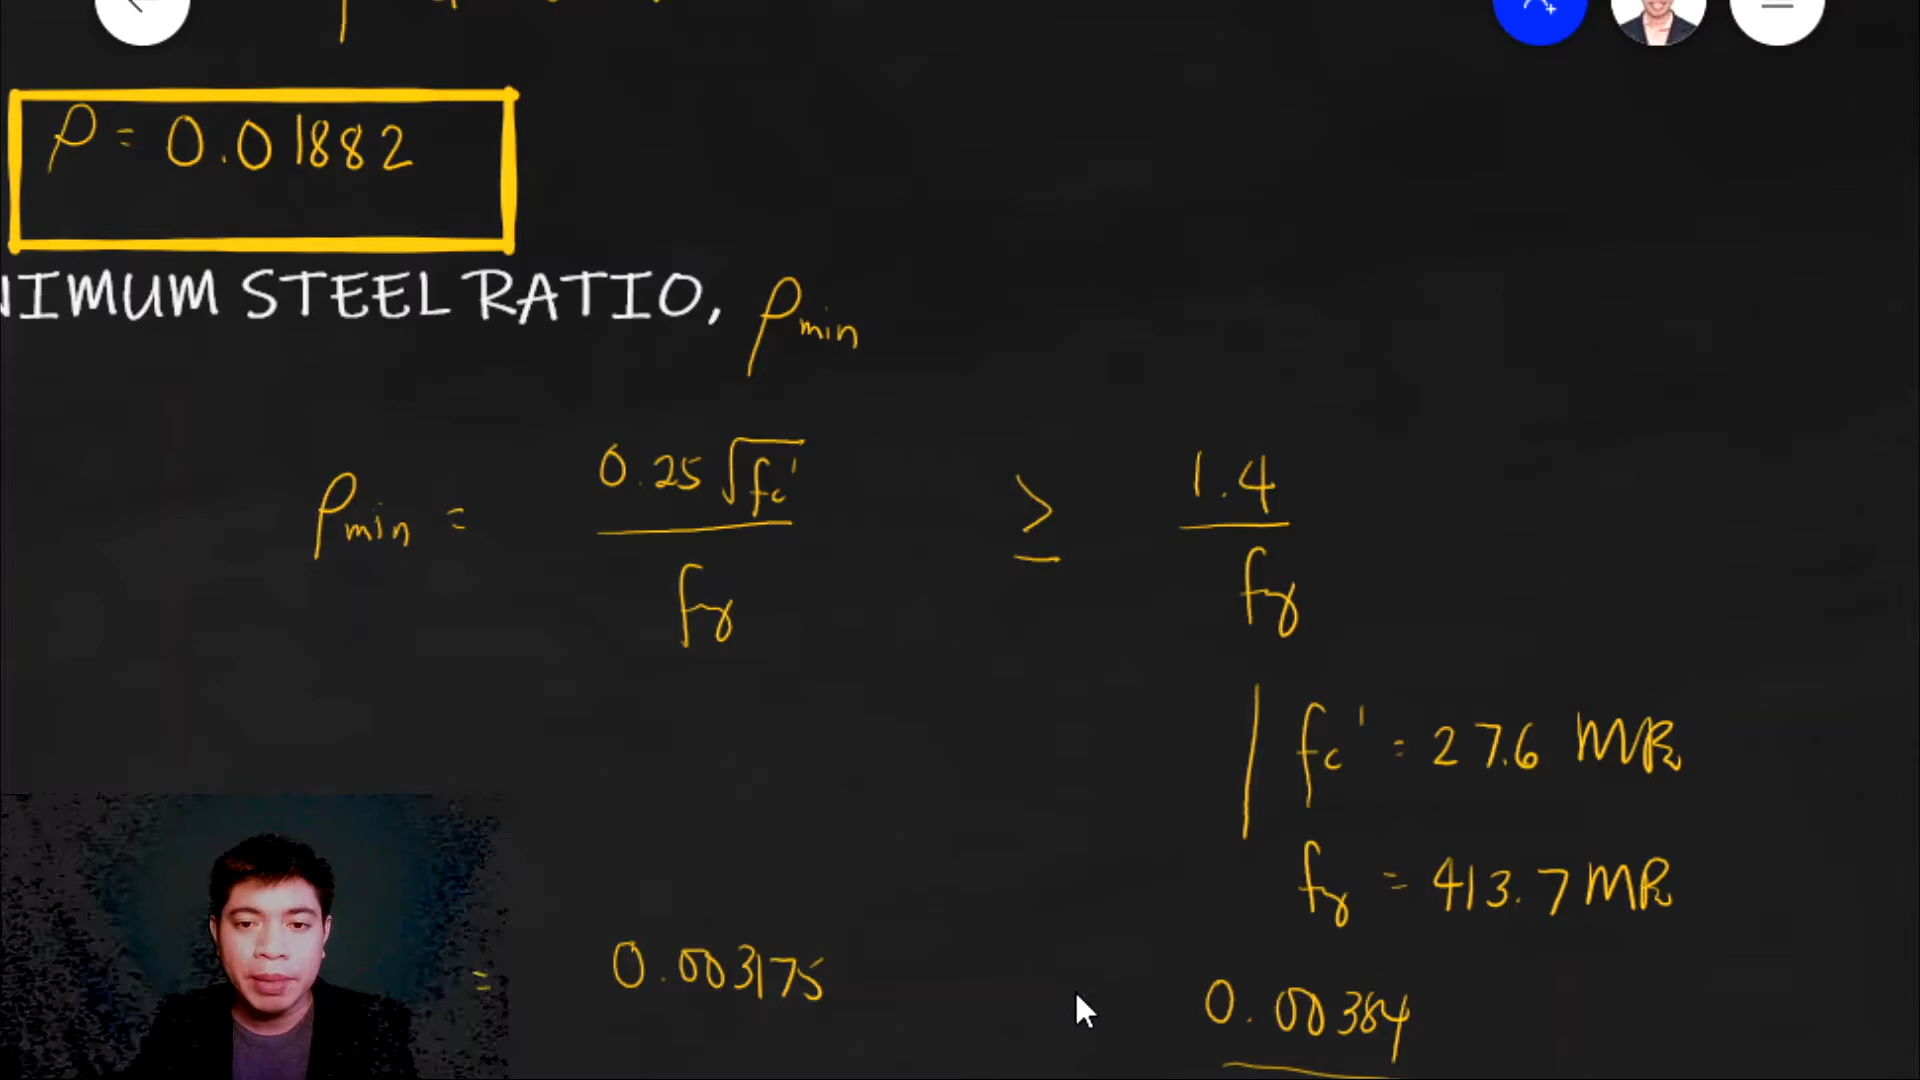 ρ = 0.01882
NIMUM STEEL RATIO, ρmin
ρmin = 0.25√fc' / fy ≥ 1.4 / fy
fc' = 27.6 MPa
fy = 413.7 MPa
= 0.003175
0.00384